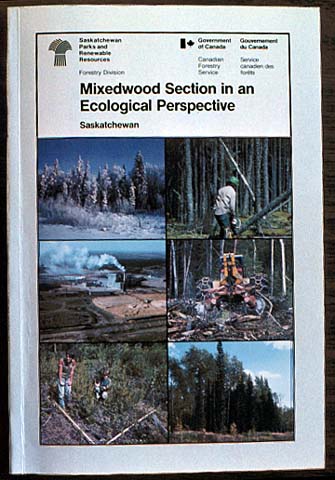 Saskatchewan
Parks and
Renewable
Resources
Forestry Division
Government
of Canada
Canadian
Forestry
Service
Gouvernement
du Canada
Service
canadien des
forêts
Mixedwood Section in an
Ecological Perspective
Saskatchewan